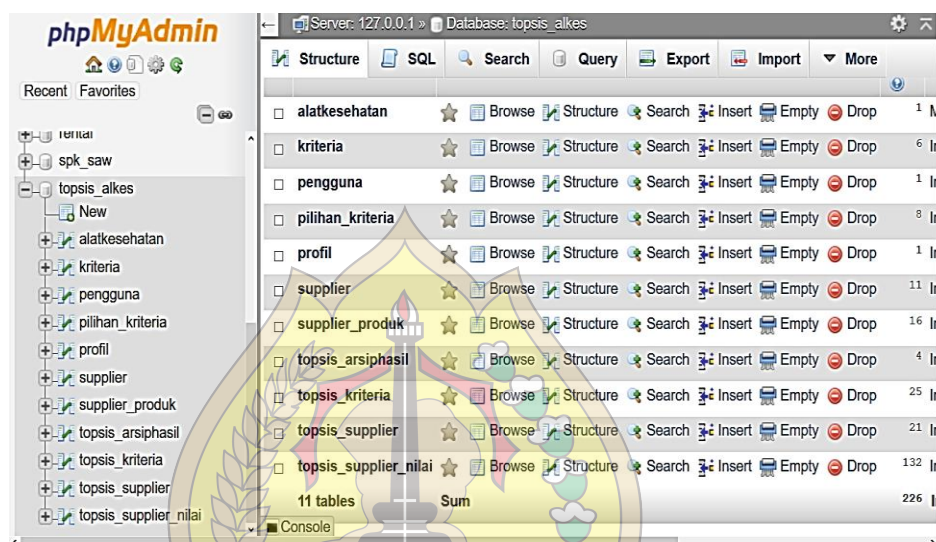 phpMyAdmin
Recent Favorites
rental
spk_saw
topsis_alkes
New
alatkesehatan
kriteria
pengguna
pilihan_kriteria
profil
supplier
supplier_produk
topsis_arsiphasil
topsis_kriteria
topsis_supplier
topsis_supplier_nilai
Server: 127.0.0.1 » Database: topsis_alkes
Structure SQL Search Query Export Import More
alatkesehatan Browse Structure Search Insert Empty Drop 1
kriteria Browse Structure Search Insert Empty Drop 6
pengguna Browse Structure Search Insert Empty Drop 1
pilihan_kriteria Browse Structure Search Insert Empty Drop 8
profil Browse Structure Search Insert Empty Drop 1
supplier Browse Structure Search Insert Empty Drop 11
supplier_produk Browse Structure Search Insert Empty Drop 16
topsis_arsiphasil Browse Structure Search Insert Empty Drop 4
topsis_kriteria Browse Structure Search Insert Empty Drop 25
topsis_supplier Browse Structure Search Insert Empty Drop 21
topsis_supplier_nilai Browse Structure Search Insert Empty Drop 132
11 tables Sum 226
Console